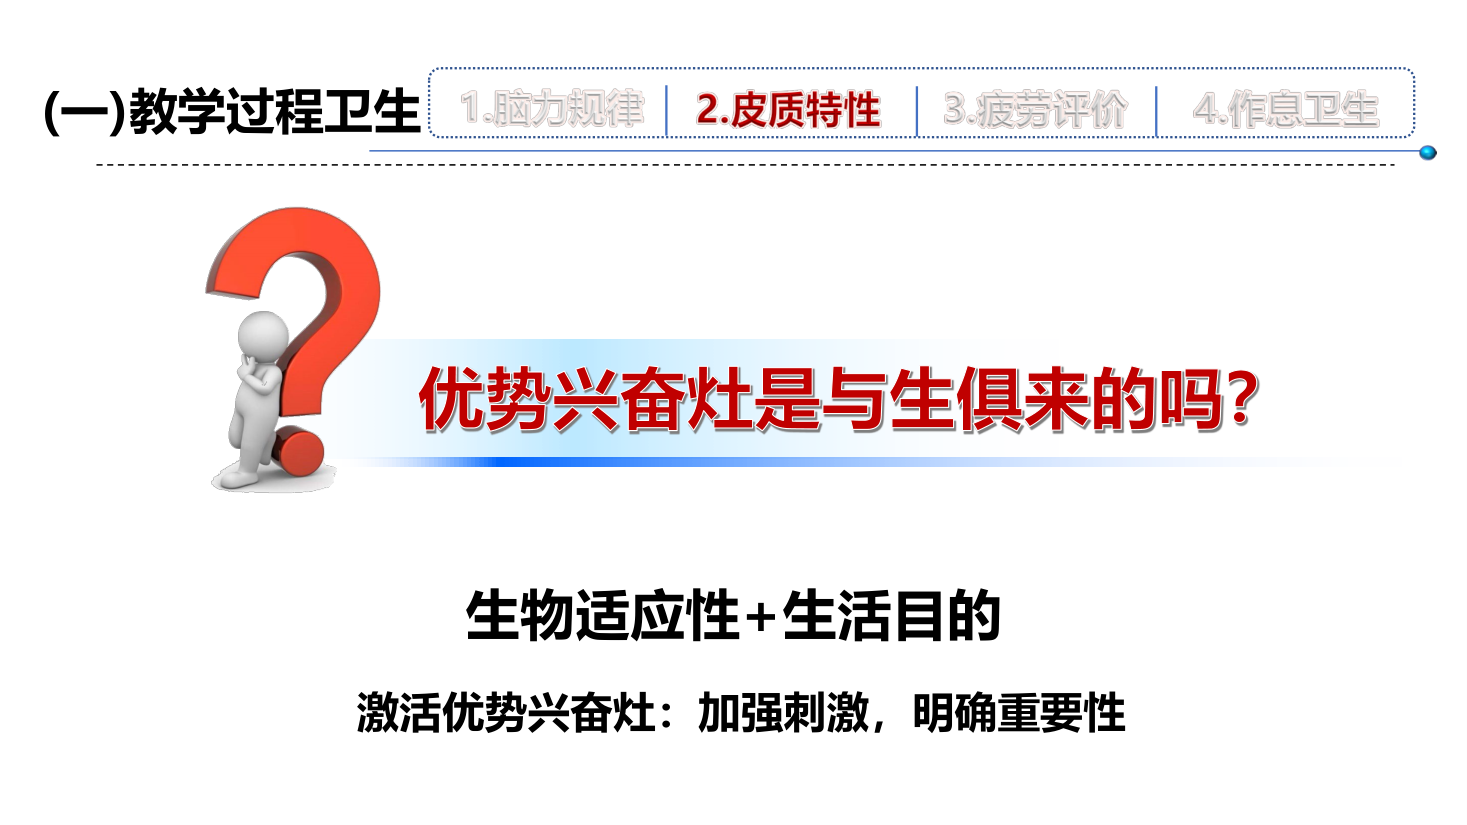 (一)教学过程卫生
1.脑力规律 2.皮质特性 3.疲劳评价 4.作息卫生
优势兴奋灶是与生俱来的吗？
生物适应性+生活目的
激活优势兴奋灶：加强刺激，明确重要性